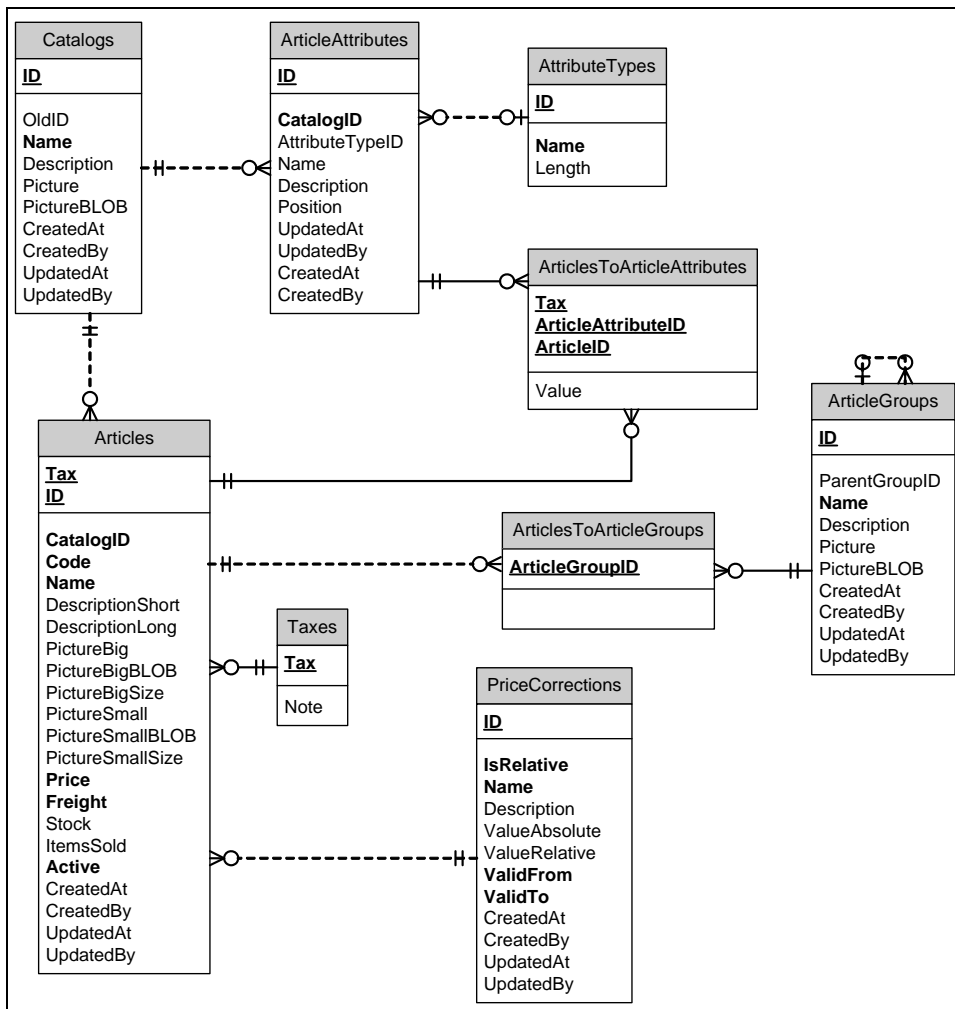 Catalogs
ID
OldID
Name
Description
Picture
PictureBLOB
CreatedAt
CreatedBy
UpdatedAt
UpdatedBy
ArticleAttributes
ID
CatalogID
AttributeTypeID
Name
Description
Position
UpdatedAt
UpdatedBy
CreatedAt
CreatedBy
AttributeTypes
ID
Name
Length
ArticlesToArticleAttributes
Tax
ArticleAttributeID
ArticleID
Value
ArticleGroups
ID
ParentGroupID
Name
Description
Picture
PictureBLOB
CreatedAt
CreatedBy
UpdatedAt
UpdatedBy
Articles
Tax
ID
CatalogID
Code
Name
DescriptionShort
DescriptionLong
PictureBig
PictureBigBLOB
PictureBigSize
PictureSmall
PictureSmallBLOB
PictureSmallSize
Price
Freight
Stock
ItemsSold
Active
CreatedAt
CreatedBy
UpdatedAt
UpdatedBy
ArticlesToArticleGroups
ArticleGroupID
Taxes
Tax
Note
PriceCorrections
ID
IsRelative
Name
Description
ValueAbsolute
ValueRelative
ValidFrom
ValidTo
CreatedAt
CreatedBy
UpdatedAt
UpdatedBy